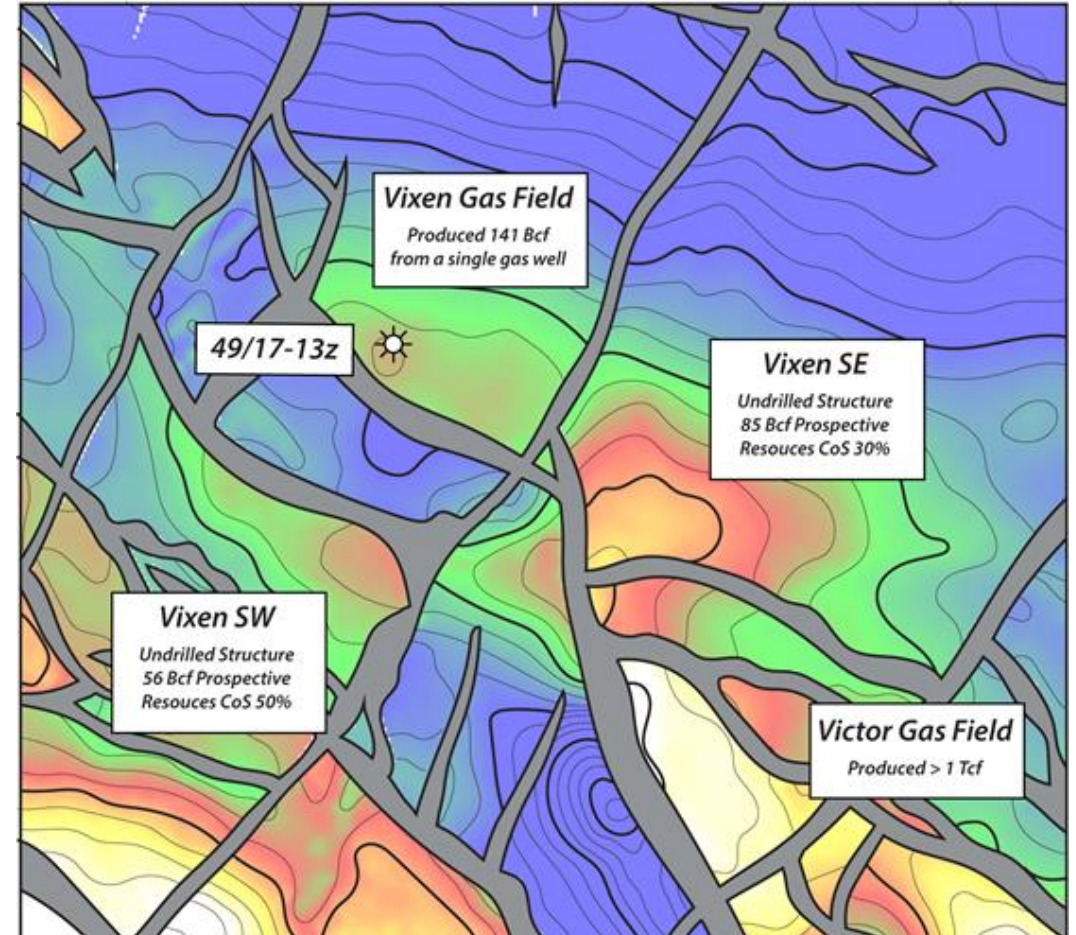 Vixen Gas Field
Produced 141 Bcf
from a single gas well
49/17-13z
Vixen SE
Undrilled Structure
85 Bcf Prospective
Resouces CoS 30%
Vixen SW
Undrilled Structure
56 Bcf Prospective
Resouces CoS 50%
Victor Gas Field
Produced > 1 Tcf